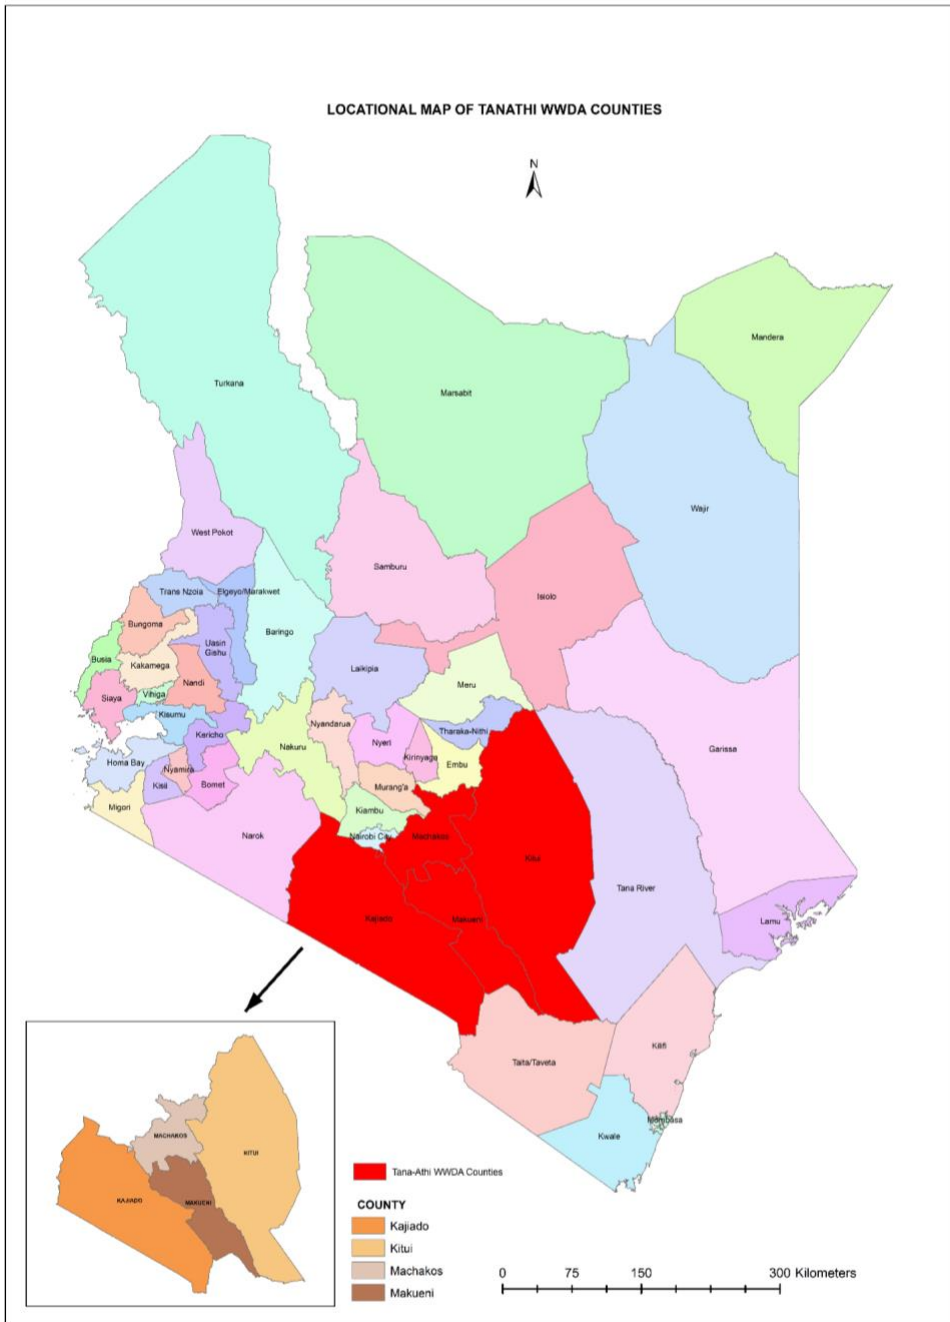 LOCATIONAL MAP OF TANATHI WWDA COUNTIES
N
Mandera
Turkana
Marsabit
Wajir
West Pokot
Samburu
Trans Nzoia
Elgeyo/Marakwet
Isiolo
Bungoma
Baringo
Uasin
Gishu
Busia
Kakamega
Laikipia
Nandi
Meru
Vihiga
Siaya
Kisumu
Nyandarua
Tharaka-Nithi
Kericho
Nyeri
Garissa
Nakuru
Kirinyaga
Homa Bay
Embu
Nyamira
Kisii
Bomet
Murang'a
Migori
Kiambu
Narok
Nairobi City
Machakos
Kitui
Tana River
Kajiado
Makueni
Lamu
Kilifi
Taita/Taveta
Mombasa
Kwale
MACHAKOS
KITUI
KAJIADO
MAKUENI
Tana-Athi WWDA Counties
COUNTY
Kajiado
Kitui
Machakos
Makueni
0 75 150 300 Kilometers